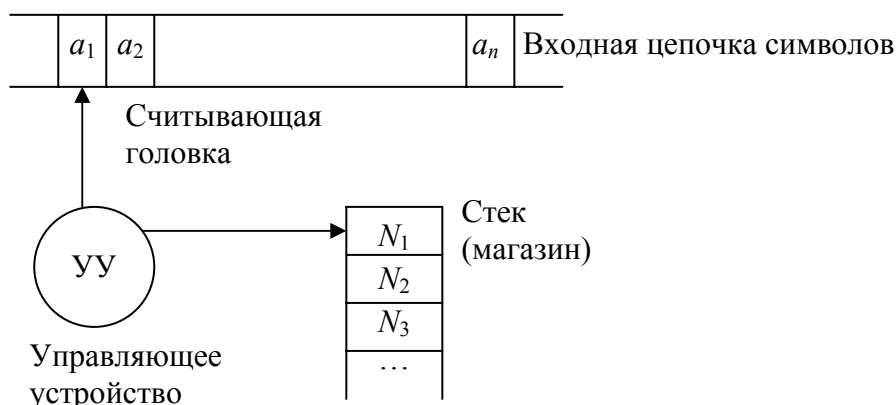 a₁ a₂ aₙ Входная цепочка символов
Считывающая
головка
УУ
Стек
(магазин)
N₁
N₂
N₃
...
Управляющее
устройство